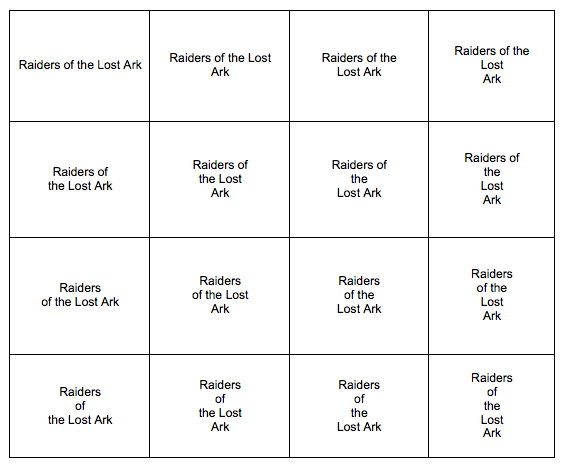 Raiders of the Lost Ark
Raiders of the Lost
Ark
Raiders of the
Lost Ark
Raiders of the
Lost
Ark
Raiders of
the Lost Ark
Raiders of
the Lost
Ark
Raiders of
the
Lost Ark
Raiders of
the
Lost
Ark
Raiders
of the Lost Ark
Raiders
of the Lost
Ark
Raiders
of the
Lost Ark
Raiders
of the
Lost
Ark
Raiders
of
the Lost Ark
Raiders
of
the Lost
Ark
Raiders
of
the
Lost Ark
Raiders
of
the
Lost
Ark